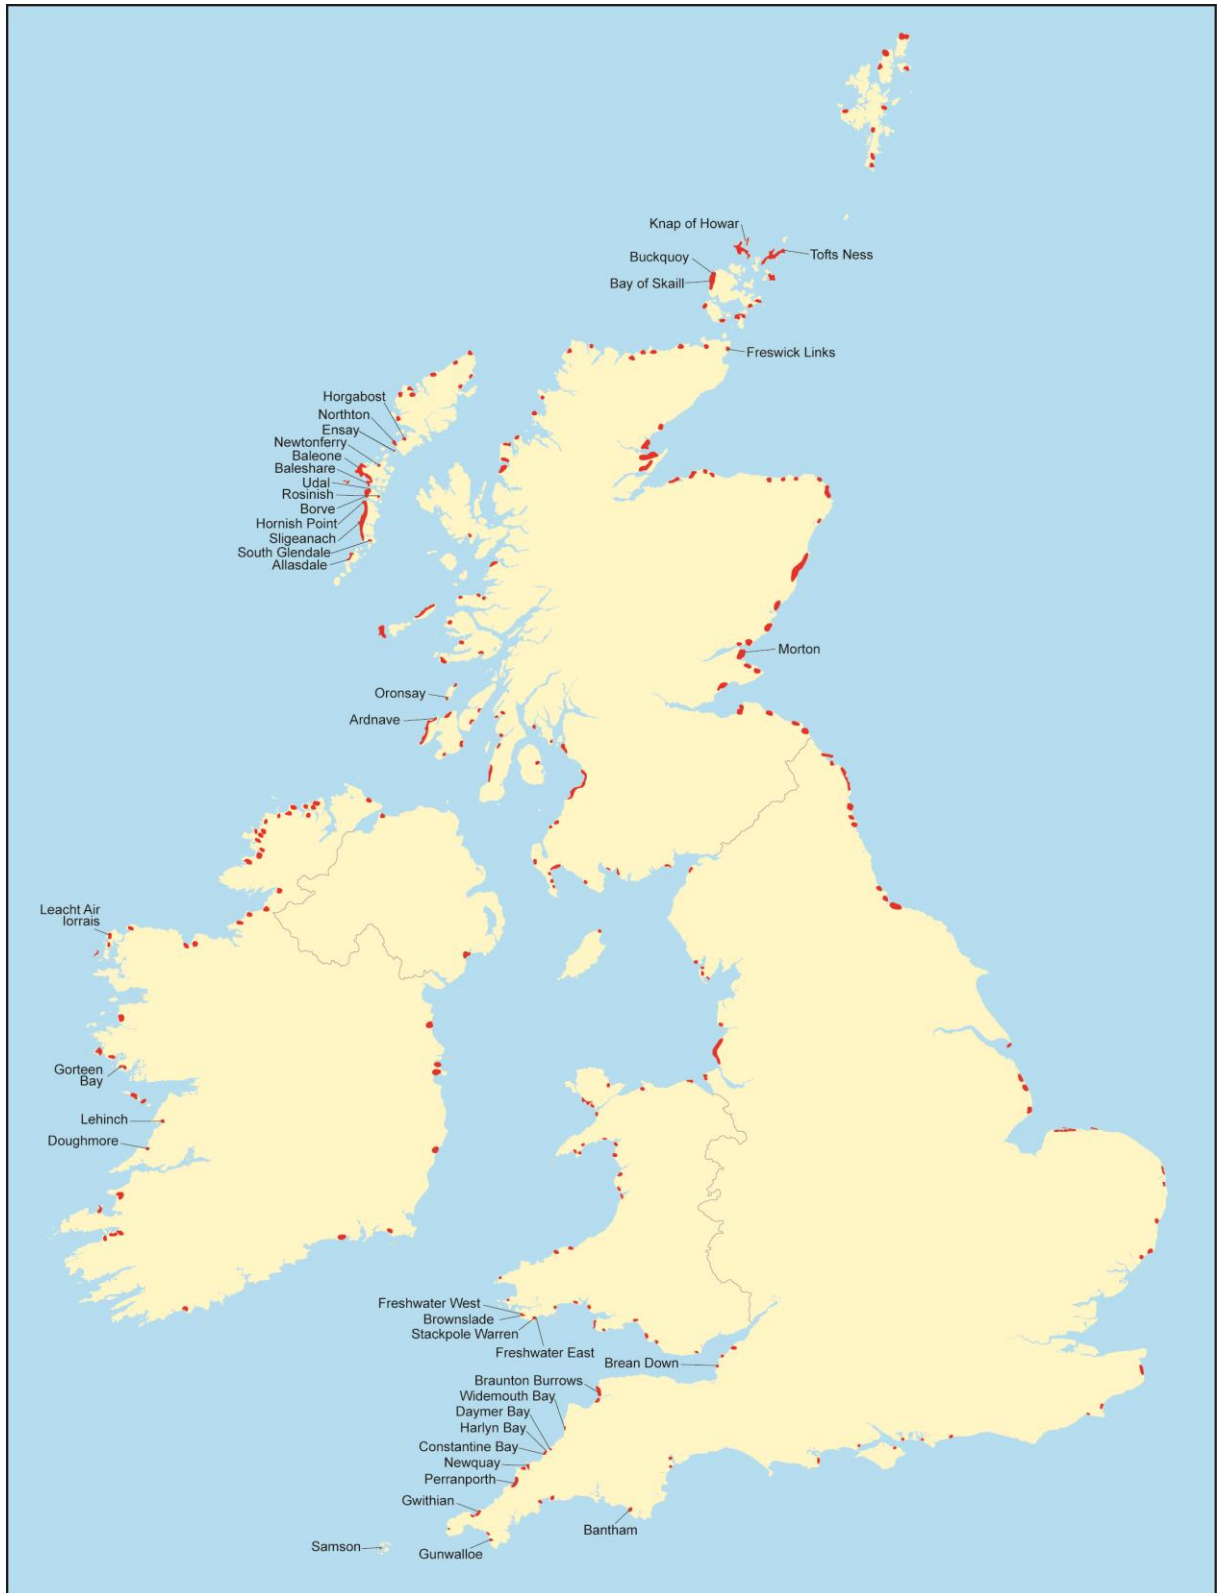 Knap of Howar
Tofts Ness
Buckquoy
Bay of Skaill
Freswick Links
Horgabost
Northton
Ensay
Newtonferry
Baleone
Baleshare
Udal
Rosinish
Borve
Hornish Point
Sligeanach
South Glendale
Allasdale
Morton
Oronsay
Ardnave
Leacht Air
Iorrais
Gorteen
Bay
Lehinch
Doughmore
Freshwater West
Brownslade
Stackpole Warren
Freshwater East
Brean Down
Braunton Burrows
Widemouth Bay
Daymer Bay
Harlyn Bay
Constantine Bay
Newquay
Perranporth
Gwithian
Bantham
Samson
Gunwalloe